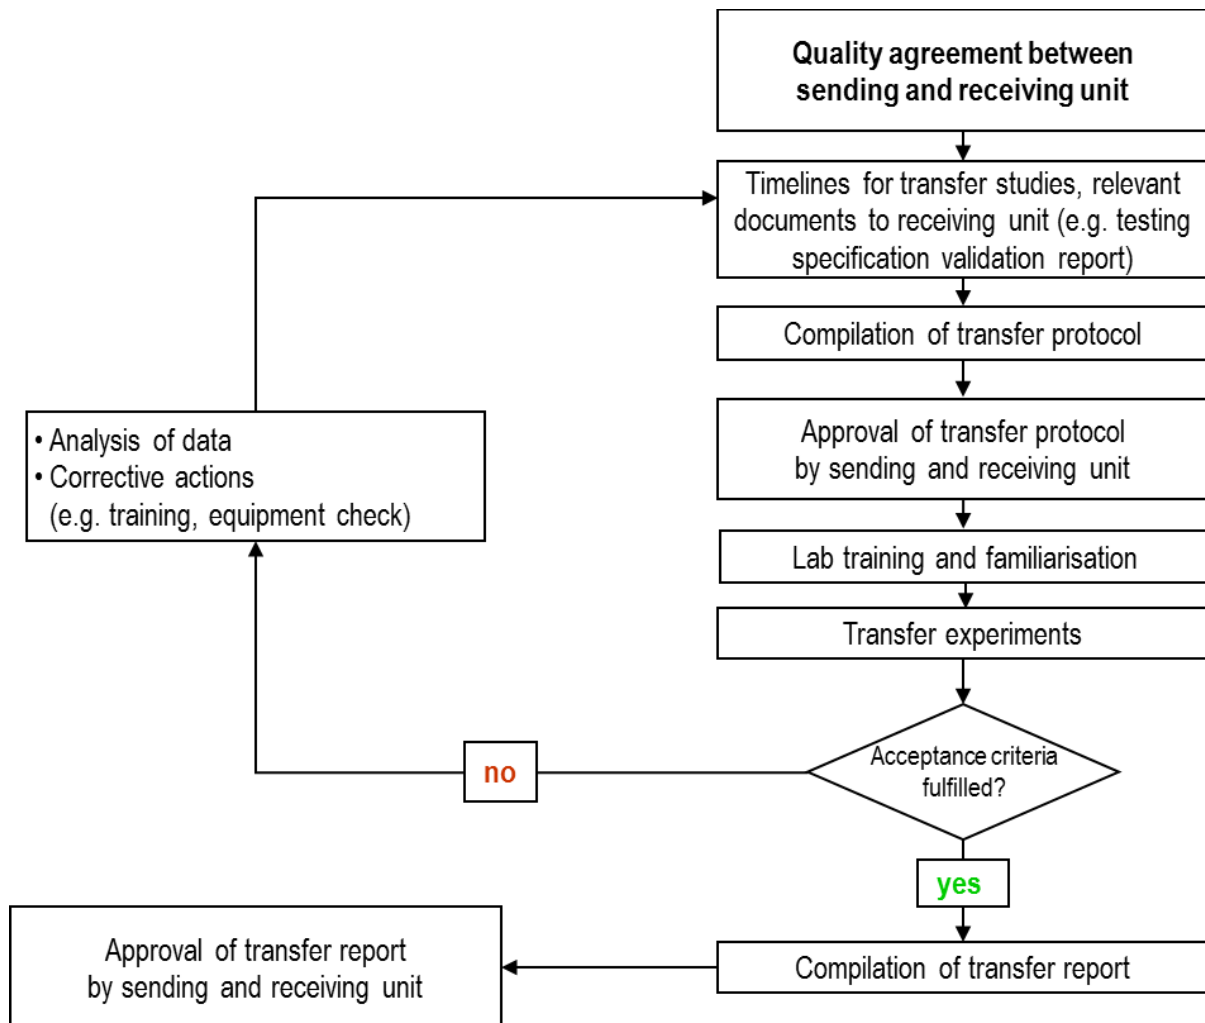 Quality agreement between
sending and receiving unit
Timelines for transfer studies, relevant
documents to receiving unit (e.g. testing
specification validation report)
Compilation of transfer protocol
• Analysis of data
• Corrective actions
(e.g. training, equipment check)
Approval of transfer protocol
by sending and receiving unit
Lab training and familiarisation
Transfer experiments
Acceptance criteria
fulfilled?
no
yes
Approval of transfer report
by sending and receiving unit
Compilation of transfer report